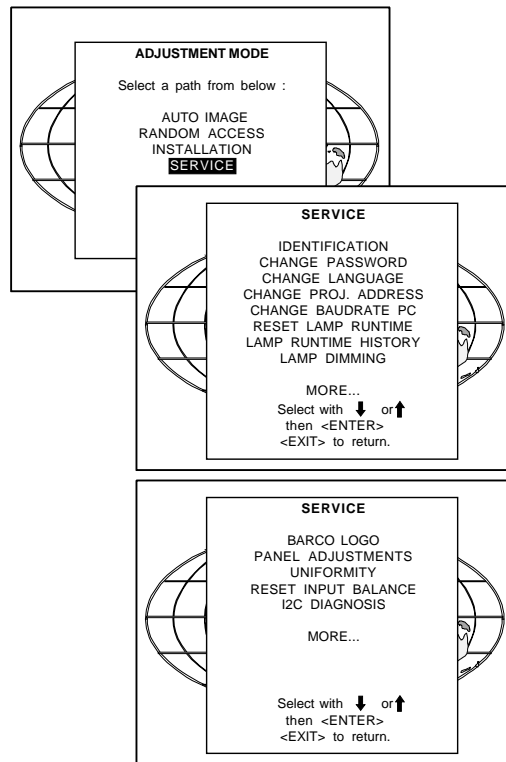 ADJUSTMENT MODE
Select a path from below :
AUTO IMAGE
RANDOM ACCESS
INSTALLATION
SERVICE
SERVICE
IDENTIFICATION
CHANGE PASSWORD
CHANGE LANGUAGE
CHANGE PROJ. ADDRESS
CHANGE BAUDRATE PC
RESET LAMP RUNTIME
LAMP RUNTIME HISTORY
LAMP DIMMING
MORE...
Select with ⬇ or⬆
then <ENTER>
<EXIT> to return.
SERVICE
BARCO LOGO
PANEL ADJUSTMENTS
UNIFORMITY
RESET INPUT BALANCE
I2C DIAGNOSIS
MORE...
Select with ⬇ or⬆
then <ENTER>
<EXIT> to return.